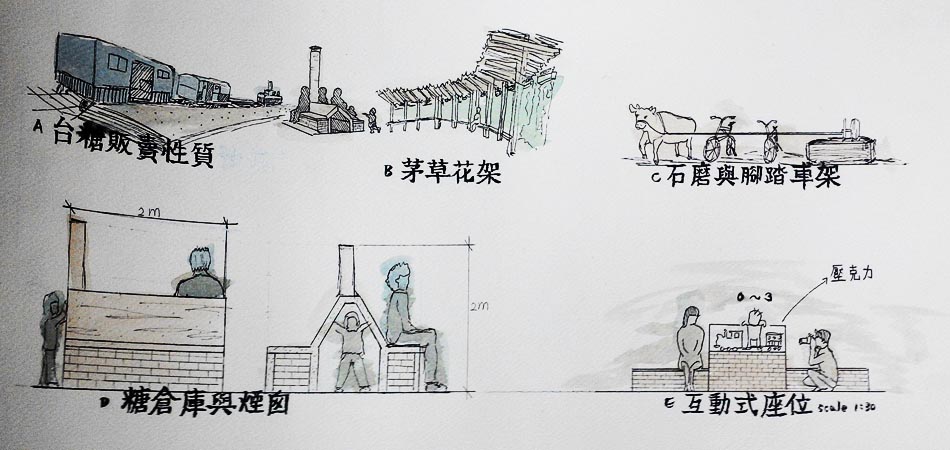 A 台糖販賣性質
B 茅草花架
C 石磨與腳踏車架
2m
2m
D 糖倉庫與煙囪
0~3
壓克力
E 互動式座位 scale 1:30